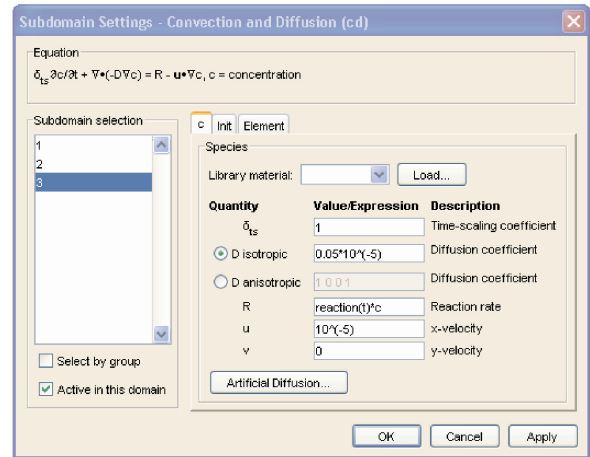 Subdomain Settings - Convection and Diffusion (cd)
Equation
δts∂c/∂t + ∇•(-D∇c) = R - u•∇c, c = concentration
Subdomain selection
1
2
3
Select by group
Active in this domain
c Init Element
Species
Library material: Load...
Quantity Value/Expression Description
δts 1 Time-scaling coefficient
D isotropic 0.05*10^(-5) Diffusion coefficient
D anisotropic 1 0 0 1 Diffusion coefficient
R reaction(t)*c Reaction rate
u 10^(-5) x-velocity
v 0 y-velocity
Artificial Diffusion...
OK Cancel Apply